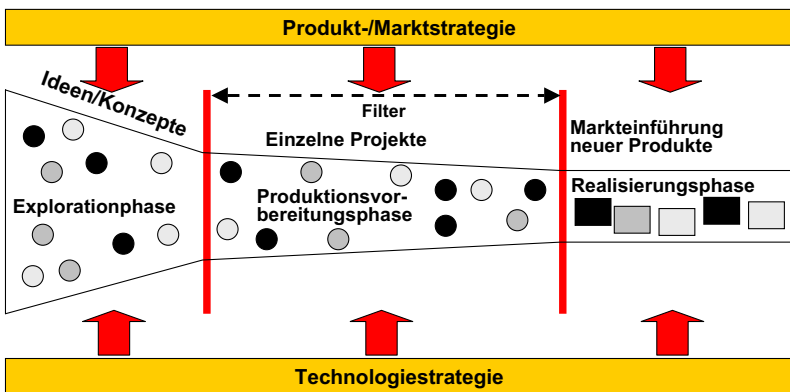 Produkt-/Marktstrategie
Ideen/Konzepte
Filter
Einzelne Projekte
Markteinführung
neuer Produkte
Explorationphase
Produktionsvor-
bereitungsphase
Realisierungsphase
Technologiestrategie